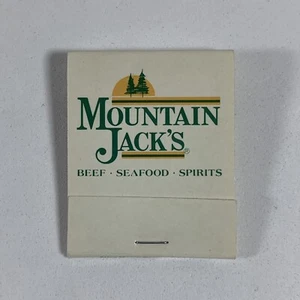 MOUNTAIN
JACK'S®
BEEF · SEAFOOD · SPIRITS